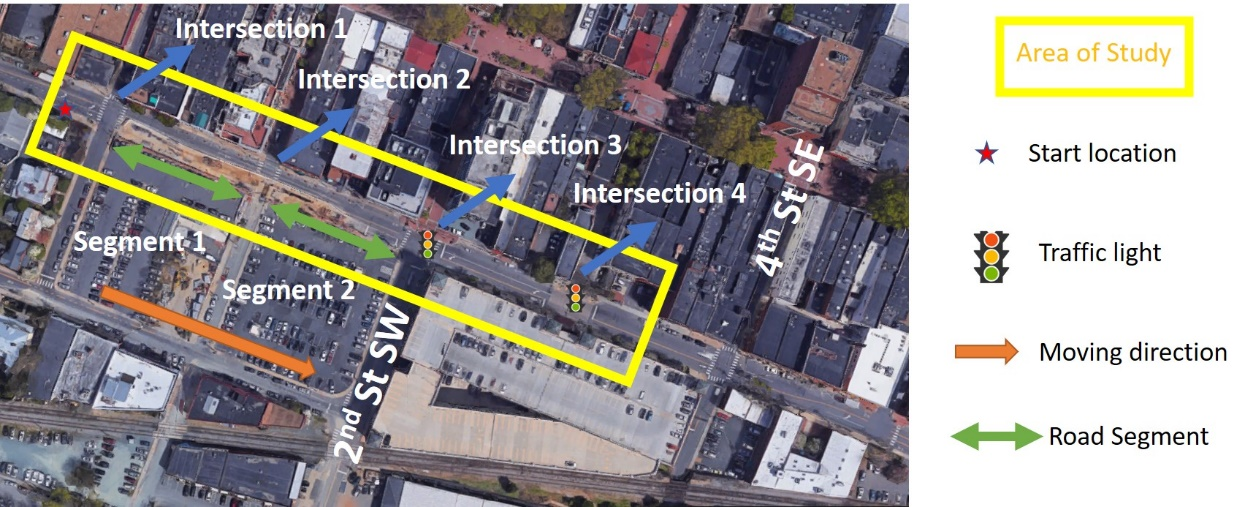 Intersection 1
Intersection 2
Intersection 3
Intersection 4
Segment 1
Segment 2
2nd St SW
4th St SE
Area of Study
Start location
Traffic light
Moving direction
Road Segment